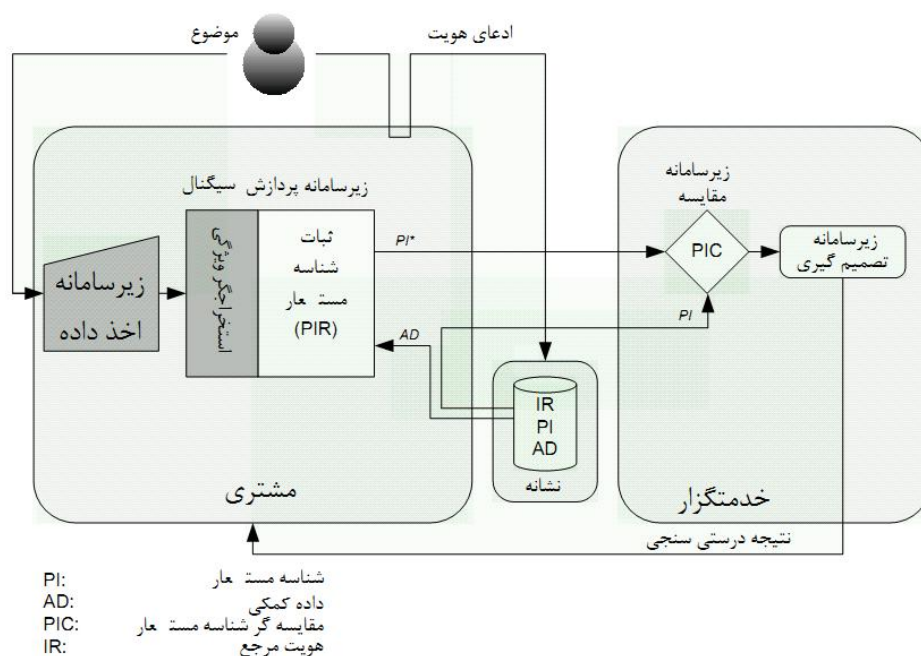 موضوع
ادعای هویت
زیرسامانه پردازش سیگنال
زیرسامانه
اخذ داده
استخراجگر ویژگی
ثبات
شناسه
مستعار
(PIR)
PI*
AD
PI
زیرسامانه
مقایسه
PIC
زیرسامانه
تصمیم گیری
IR
PI
AD
نشانه
مشتری
خدمتگزار
نتیجه درستی سنجی
PI: شناسه مستعار
AD: داده کمکی
PIC: مقایسه گر شناسه مستعار
IR: هویت مرجع